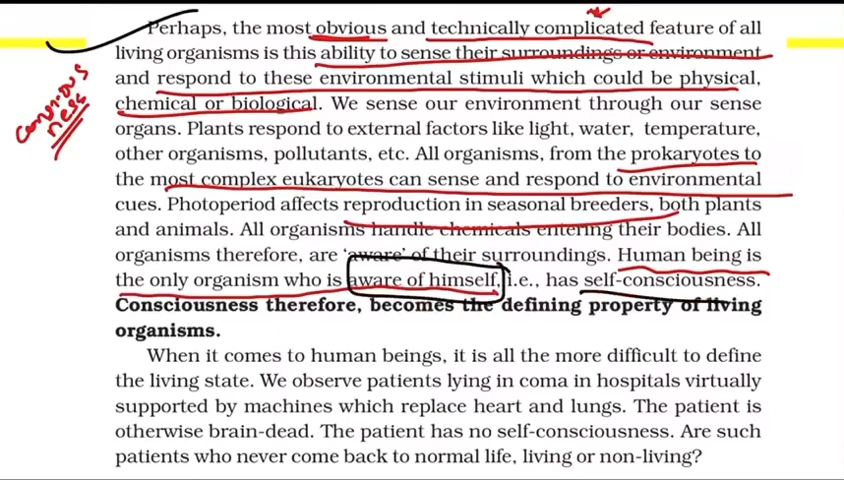 Perhaps, the most obvious and technically complicated feature of all
living organisms is this ability to sense their surroundings or environment
and respond to these environmental stimuli which could be physical,
chemical or biological. We sense our environment through our sense
organs. Plants respond to external factors like light, water, temperature,
other organisms, pollutants, etc. All organisms, from the prokaryotes to
the most complex eukaryotes can sense and respond to environmental
cues. Photoperiod affects reproduction in seasonal breeders, both plants
and animals. All organisms handle chemicals entering their bodies. All
organisms therefore, are ‘aware’ of their surroundings. Human being is
the only organism who is aware of himself, i.e., has self-consciousness.
Consciousness therefore, becomes the defining property of living
organisms.
When it comes to human beings, it is all the more difficult to define
the living state. We observe patients lying in coma in hospitals virtually
supported by machines which replace heart and lungs. The patient is
otherwise brain-dead. The patient has no self-consciousness. Are such
patients who never come back to normal life, living or non-living?
ness